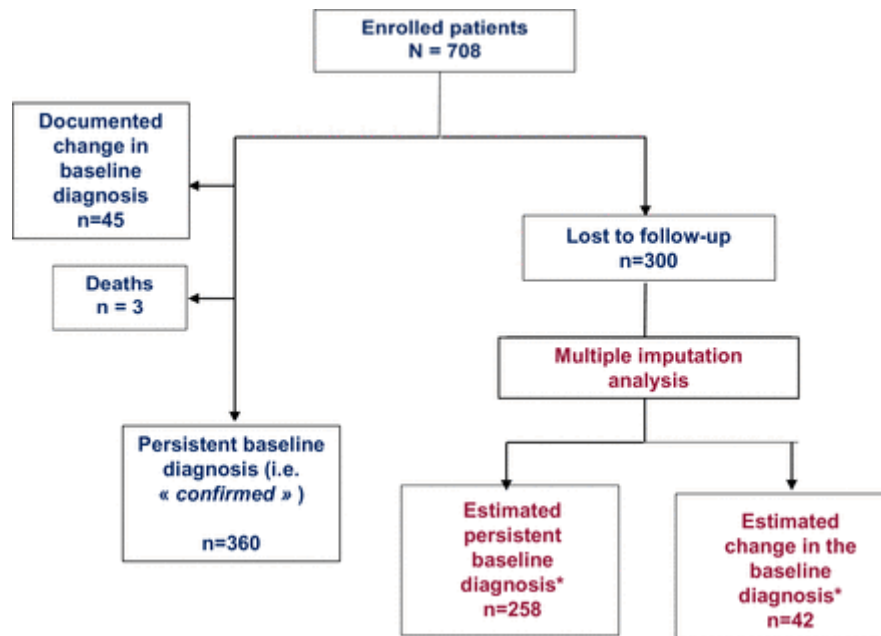 Enrolled patients
N = 708
Documented
change in
baseline
diagnosis
n=45
Lost to follow-up
n=300
Deaths
n = 3
Multiple imputation
analysis
Persistent baseline
diagnosis (i.e.
« confirmed » )
n=360
Estimated
persistent
baseline
diagnosis*
n=258
Estimated
change in the
baseline
diagnosis*
n=42